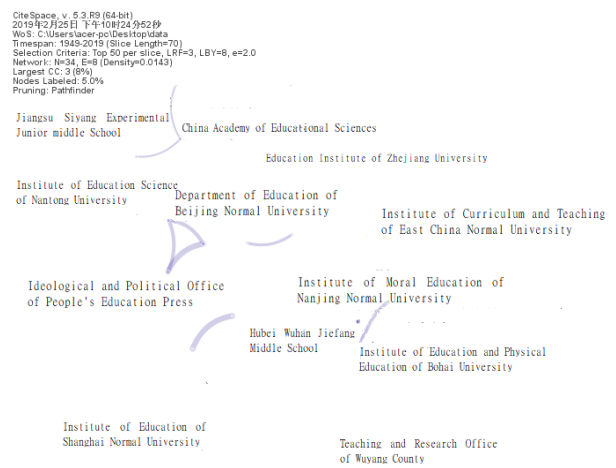 CiteSpace, v. 5.3.R9 (64-bit)
2019年2月25日 下午10时24分52秒
WoS: C:\Users\acer-pc\Desktop\data
Timespan: 1949-2019 (Slice Length=70)
Selection Criteria: Top 50 per slice, LRF=3, LBY=8, e=2.0
Network: N=34, E=8 (Density=0.0143)
Largest CC: 3 (8%)
Nodes Labeled: 5.0%
Pruning: Pathfinder
Jiangsu Siyang Experimental
Junior middle School
China Academy of Educational Sciences
Education Institute of Zhejiang University
Institute of Education Science
of Nantong University
Department of Education of
Beijing Normal University
Institute of Curriculum and Teaching
of East China Normal University
Ideological and Political Office
of People's Education Press
Institute of Moral Education of
Nanjing Normal University
Hubei Wuhan Jiefang
Middle School
Institute of Education and Physical
Education of Bohai University
Institute of Education of
Shanghai Normal University
Teaching and Research Office
of Wuyang County